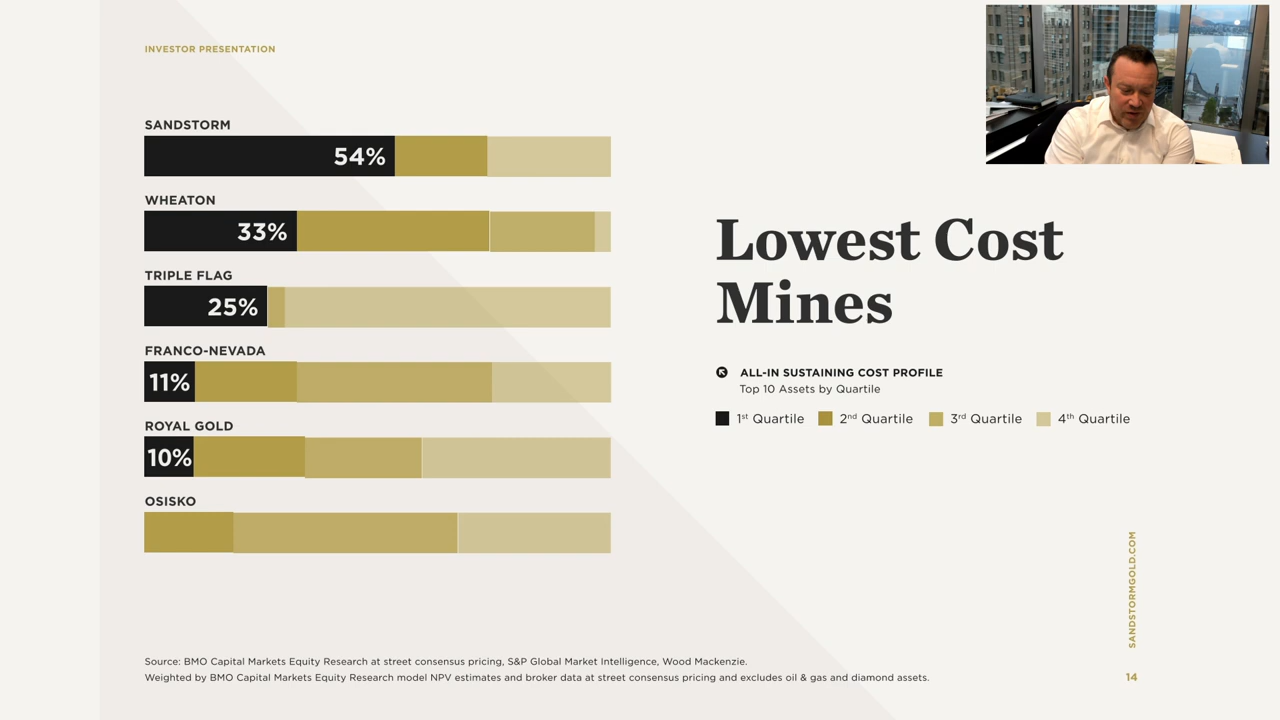 INVESTOR PRESENTATION
SANDSTORM
54%
WHEATON
33%
TRIPLE FLAG
25%
FRANCO-NEVADA
11%
ROYAL GOLD
10%
OSISKO
Lowest Cost
Mines
ALL-IN SUSTAINING COST PROFILE
Top 10 Assets by Quartile
1st Quartile 2nd Quartile 3rd Quartile 4th Quartile
SANDSTORMGOLD.COM
Source: BMO Capital Markets Equity Research at street consensus pricing, S&P Global Market Intelligence, Wood Mackenzie.
Weighted by BMO Capital Markets Equity Research model NPV estimates and broker data at street consensus pricing and excludes oil & gas and diamond assets.
14